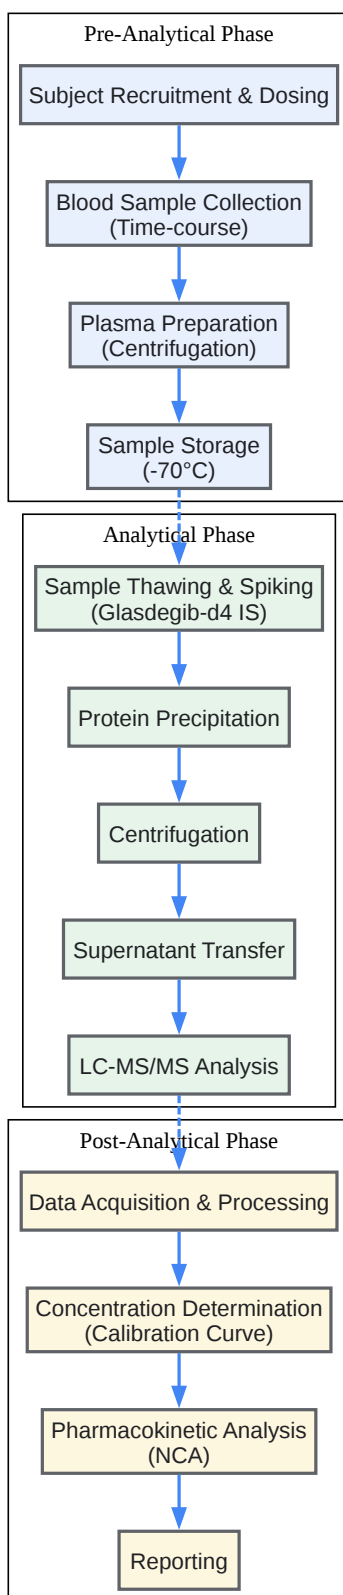 Pre-Analytical Phase
Subject Recruitment & Dosing
Blood Sample Collection
(Time-course)
Plasma Preparation
(Centrifugation)
Sample Storage
(-70°C)
Analytical Phase
Sample Thawing & Spiking
(Glasdegib-d4 IS)
Protein Precipitation
Centrifugation
Supernatant Transfer
LC-MS/MS Analysis
Post-Analytical Phase
Data Acquisition & Processing
Concentration Determination
(Calibration Curve)
Pharmacokinetic Analysis
(NCA)
Reporting